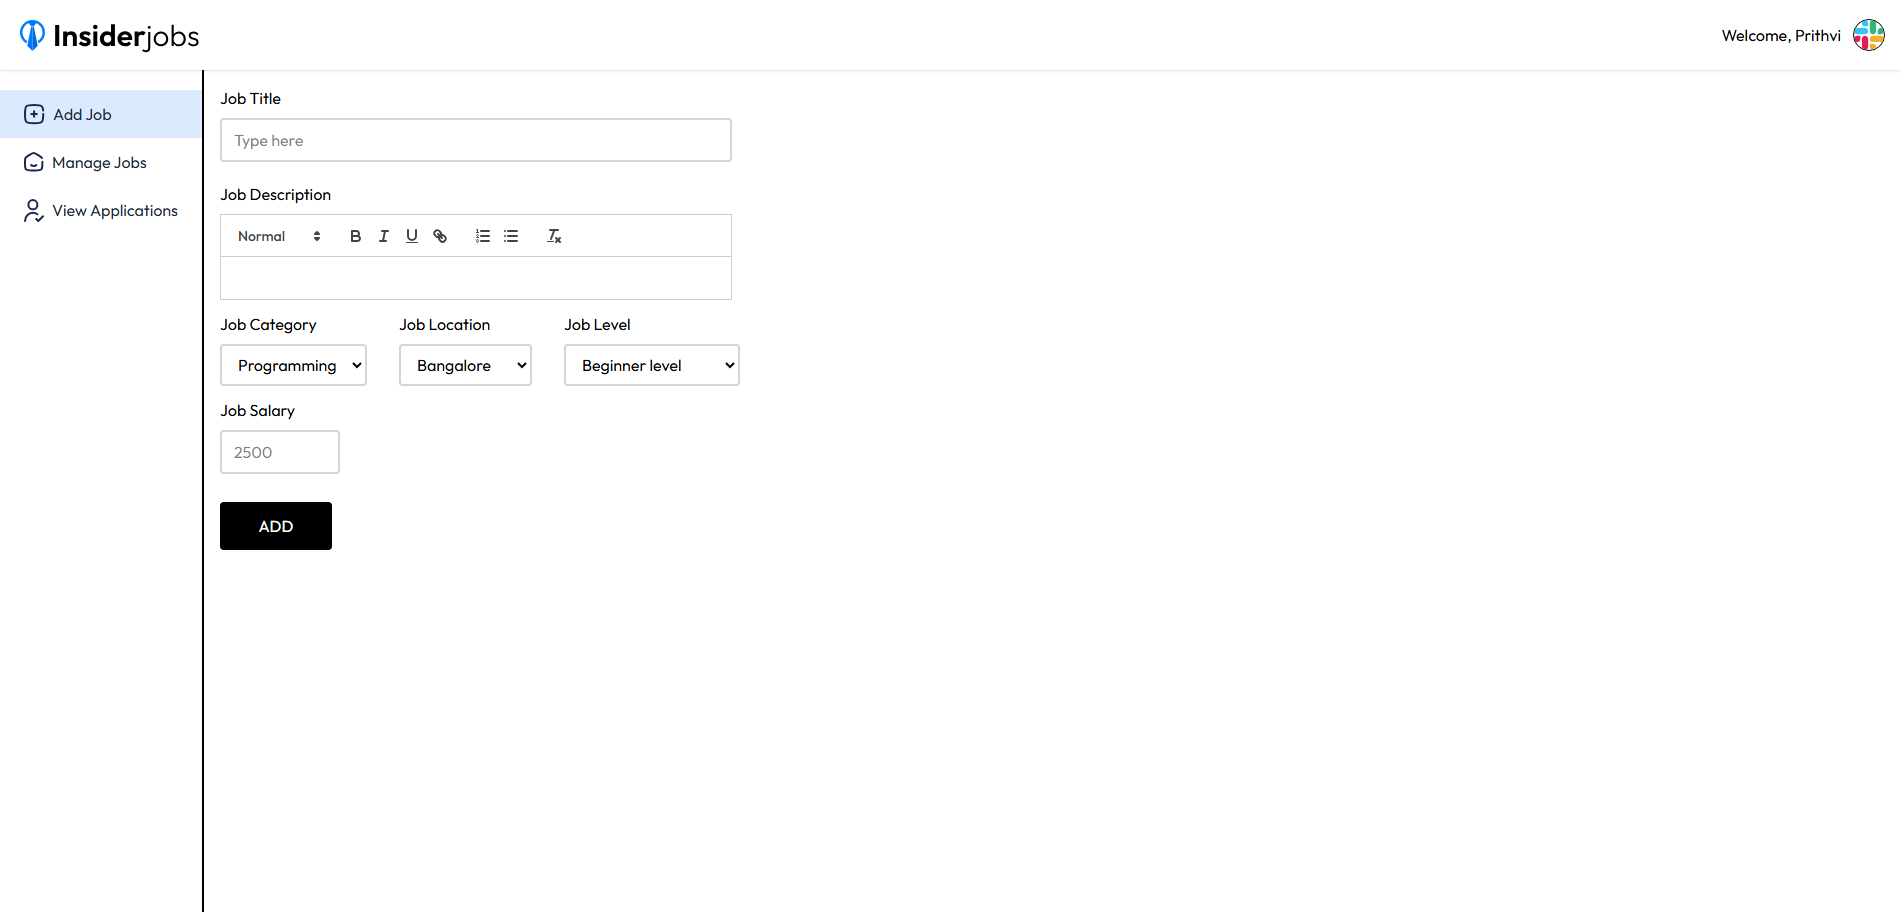 Insiderjobs
Welcome, Prithvi
Add Job
Manage Jobs
View Applications
Job Title
Type here
Job Description
Normal
Job Category
Job Location
Job Level
Programming
Bangalore
Beginner level
Job Salary
2500
ADD